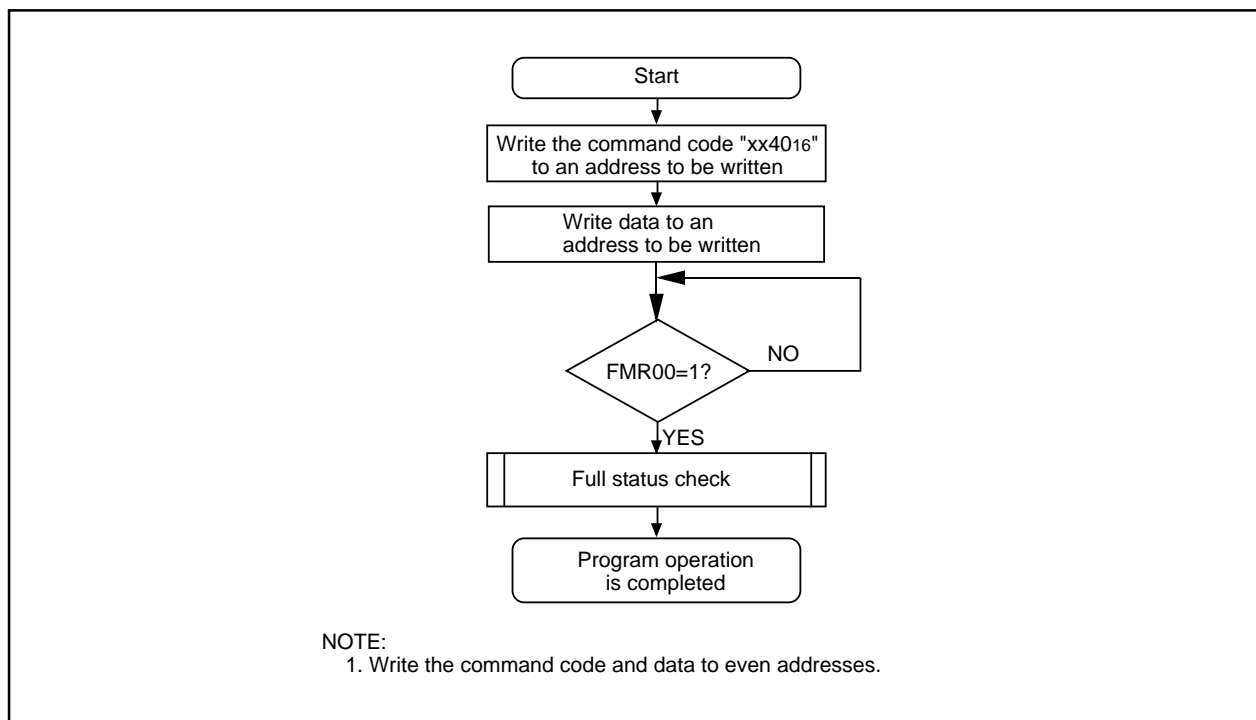 Start
Write the command code "xx4016"
to an address to be written
Write data to an
address to be written
FMR00=1?
NO
YES
Full status check
Program operation
is completed
NOTE:
1. Write the command code and data to even addresses.